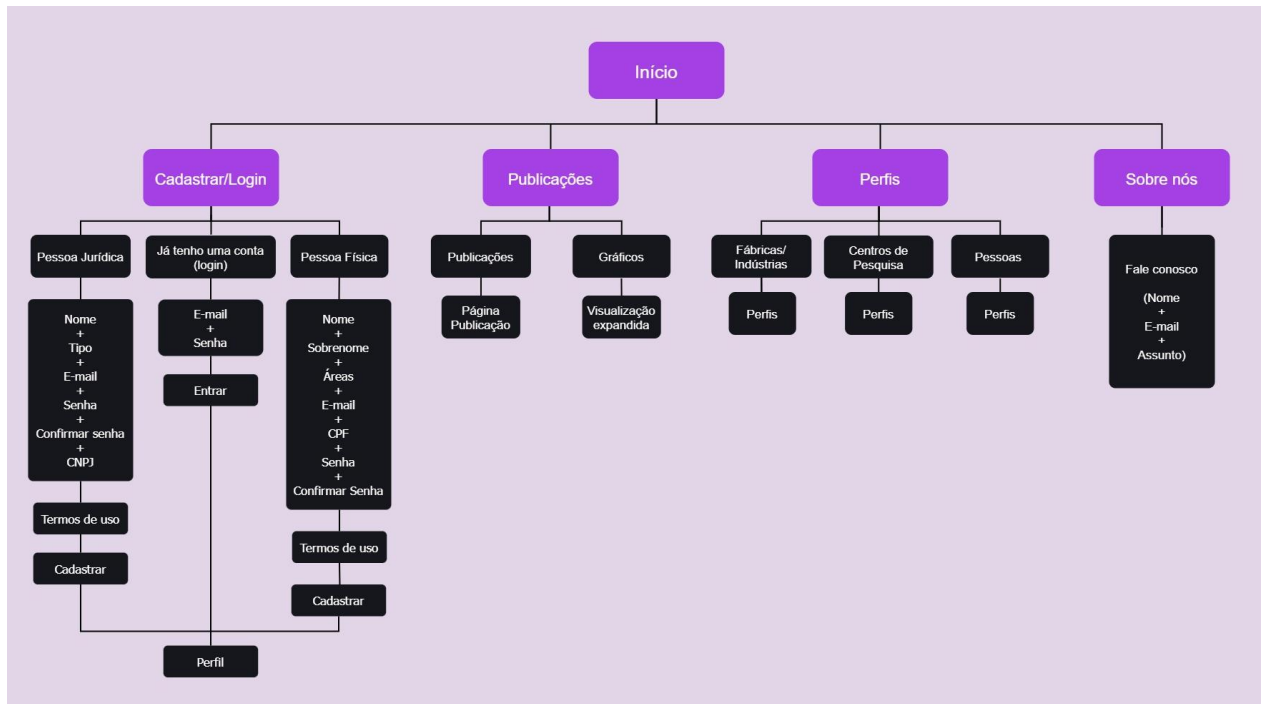 Início
Cadastrar/Login
Publicações
Perfis
Sobre nós
Pessoa Jurídica
Já tenho uma conta
(login)
Pessoa Física
Publicações
Gráficos
Fábricas/
Indústrias
Centros de
Pesquisa
Pessoas
Fale conosco
(Nome
+
E-mail
+
Assunto)
Nome
+
Tipo
+
E-mail
+
Senha
+
Confirmar senha
+
CNPJ
E-mail
+
Senha
Nome
+
Sobrenome
+
Áreas
+
E-mail
+
CPF
+
Senha
+
Confirmar Senha
Página
Publicação
Visualização
expandida
Perfis
Perfis
Perfis
Entrar
Termos de uso
Cadastrar
Termos de uso
Cadastrar
Perfil